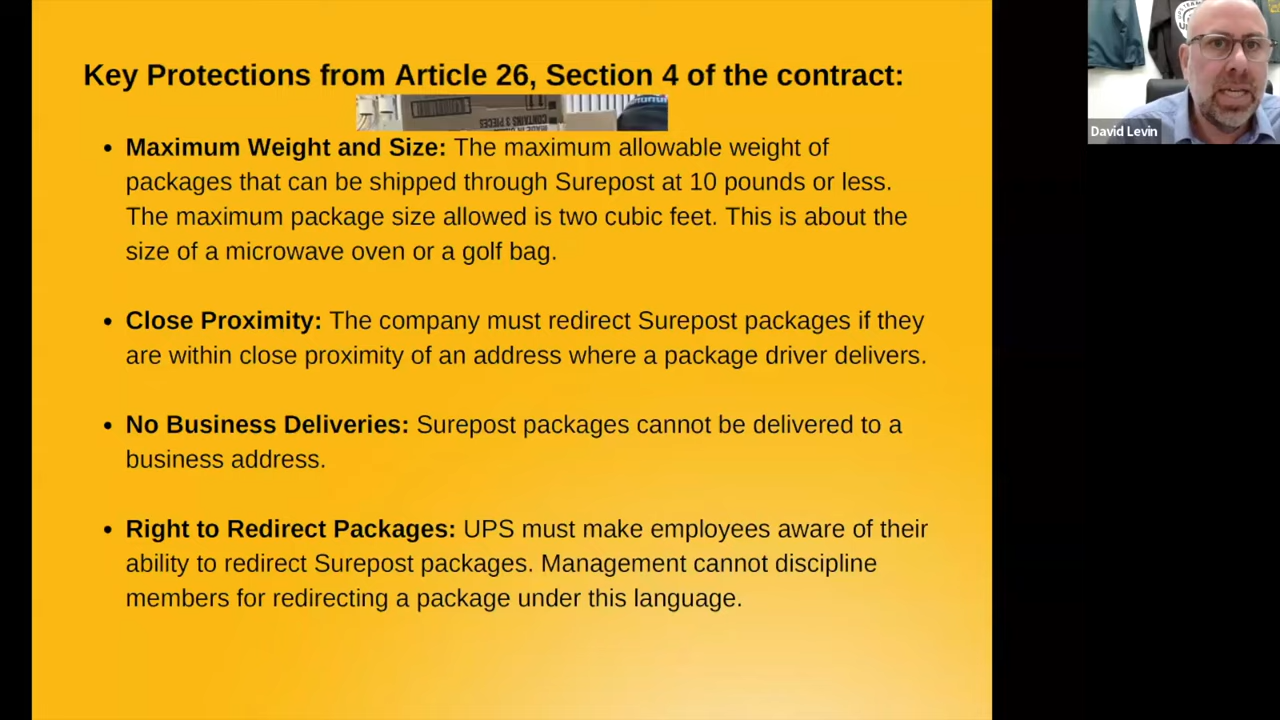 Key Protections from Article 26, Section 4 of the contract:
CONTAINS 3 PIECES
• Maximum Weight and Size: The maximum allowable weight of
packages that can be shipped through Surepost at 10 pounds or less.
The maximum package size allowed is two cubic feet. This is about the
size of a microwave oven or a golf bag.
• Close Proximity: The company must redirect Surepost packages if they
are within close proximity of an address where a package driver delivers.
• No Business Deliveries: Surepost packages cannot be delivered to a
business address.
• Right to Redirect Packages: UPS must make employees aware of their
ability to redirect Surepost packages. Management cannot discipline
members for redirecting a package under this language.
David Levin